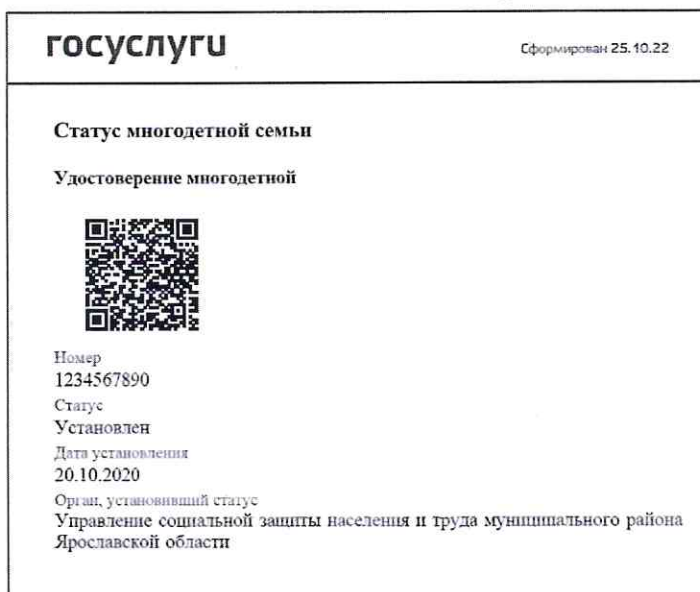 госуслуги
Сформирован 25.10.22
Статус многодетной семьи
Удостоверение многодетной
Номер
1234567890
Статус
Установлен
Дата установления
20.10.2020
Орган, установивший статус
Управление социальной защиты населения и труда муниципального района
Ярославской области